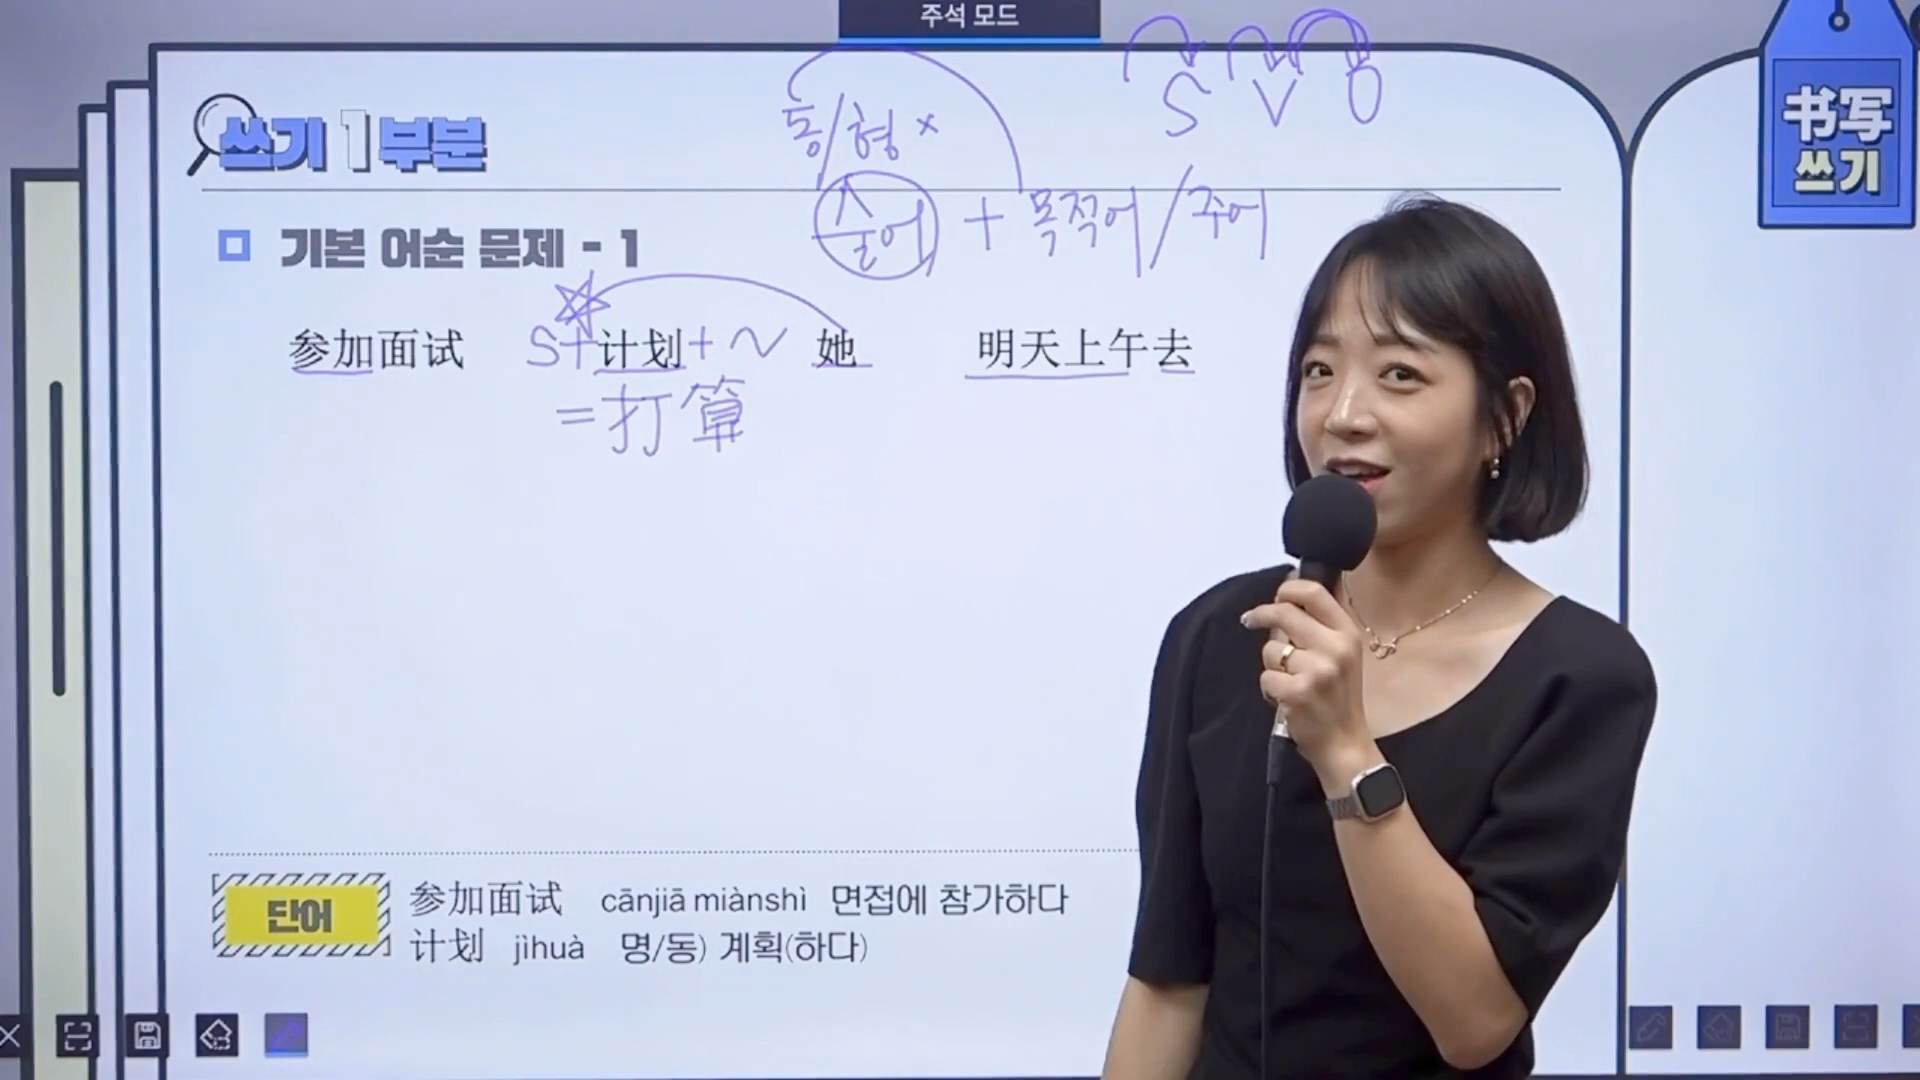 주석 모드
S V O
书写
쓰기
쓰기 1 부분
동/형 ×
술어 + 목적어/주어
기본 어순 문제 - 1
参加面试 S+计划+~ 她 明天上午去
=打算
단어
参加面试 cānjiā miànshì 면접에 참가하다
计划 jìhuà 명/동) 계획(하다)